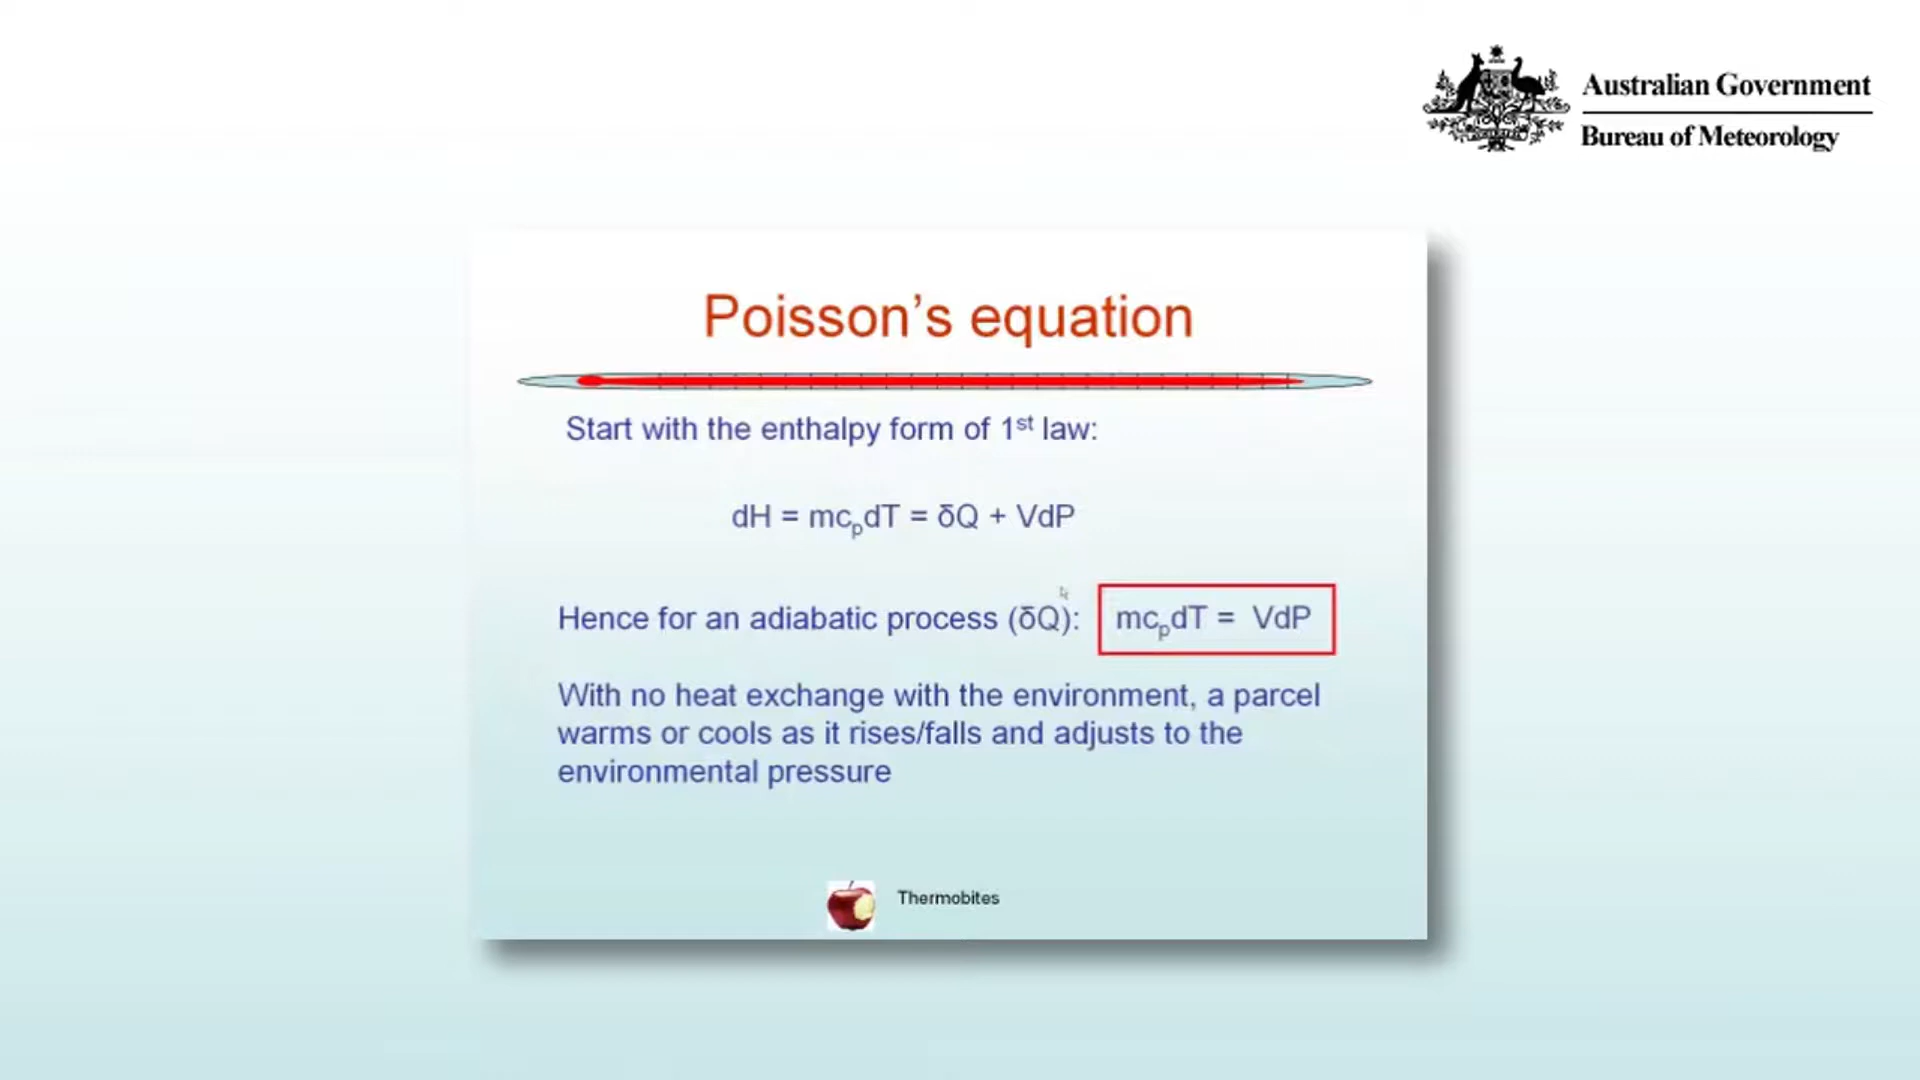 Australian Government
Bureau of Meteorology
Poisson’s equation
Start with the enthalpy form of 1st law:
dH = mcpdT = δQ + VdP
Hence for an adiabatic process (δQ): mcpdT = VdP
With no heat exchange with the environment, a parcel
warms or cools as it rises/falls and adjusts to the
environmental pressure
Thermobites